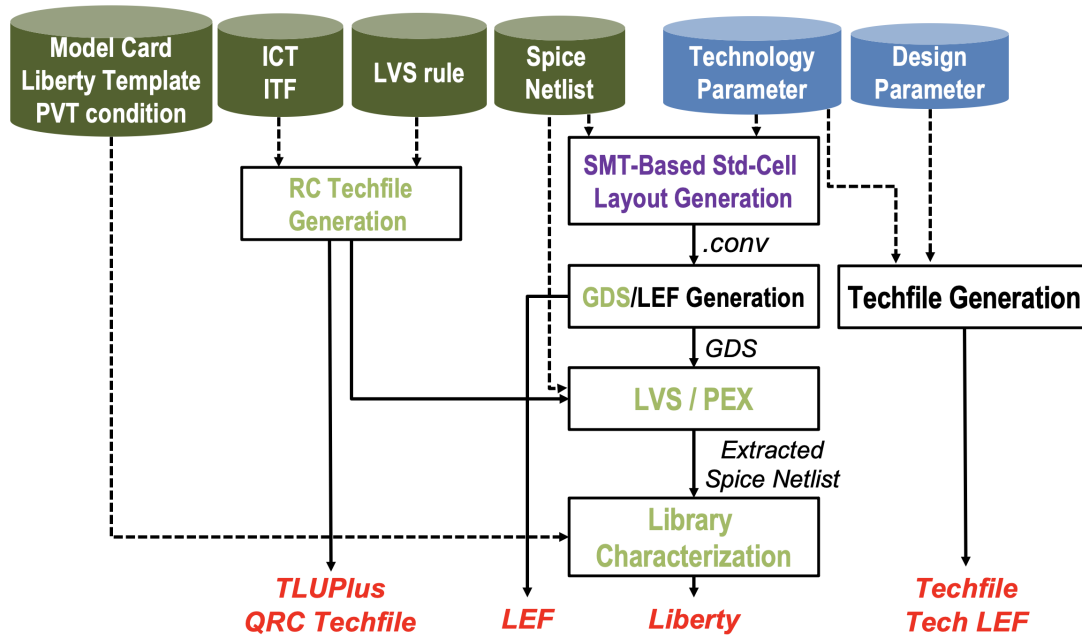 Model Card
Liberty Template
PVT condition
ICT
ITF
LVS rule
Spice
Netlist
Technology
Parameter
Design
Parameter
RC Techfile
Generation
SMT-Based Std-Cell
Layout Generation
.conv
GDS/LEF Generation
Techfile Generation
GDS
LVS / PEX
Extracted
Spice Netlist
Library
Characterization
TLUPlus
QRC Techfile
LEF
Liberty
Techfile
Tech LEF